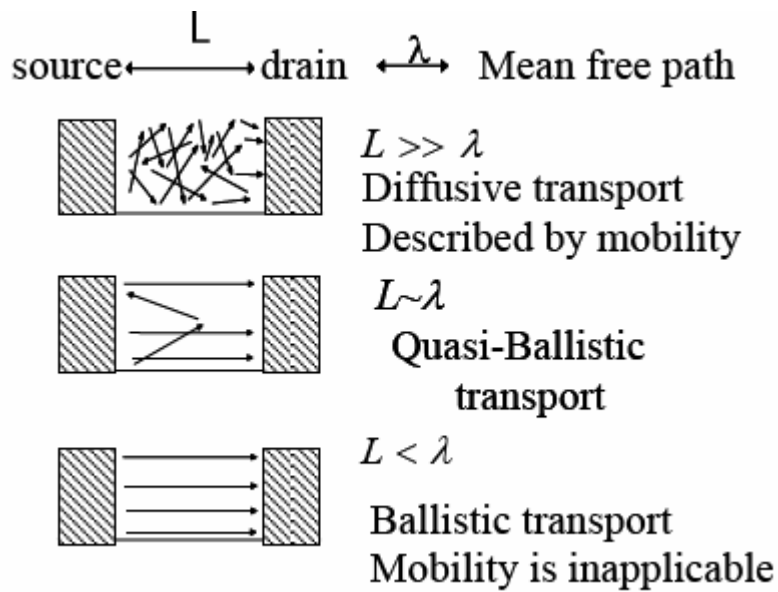 L
source drain λ Mean free path
L >> λ
Diffusive transport
Described by mobility
L~λ
Quasi-Ballistic
transport
L < λ
Ballistic transport
Mobility is inapplicable